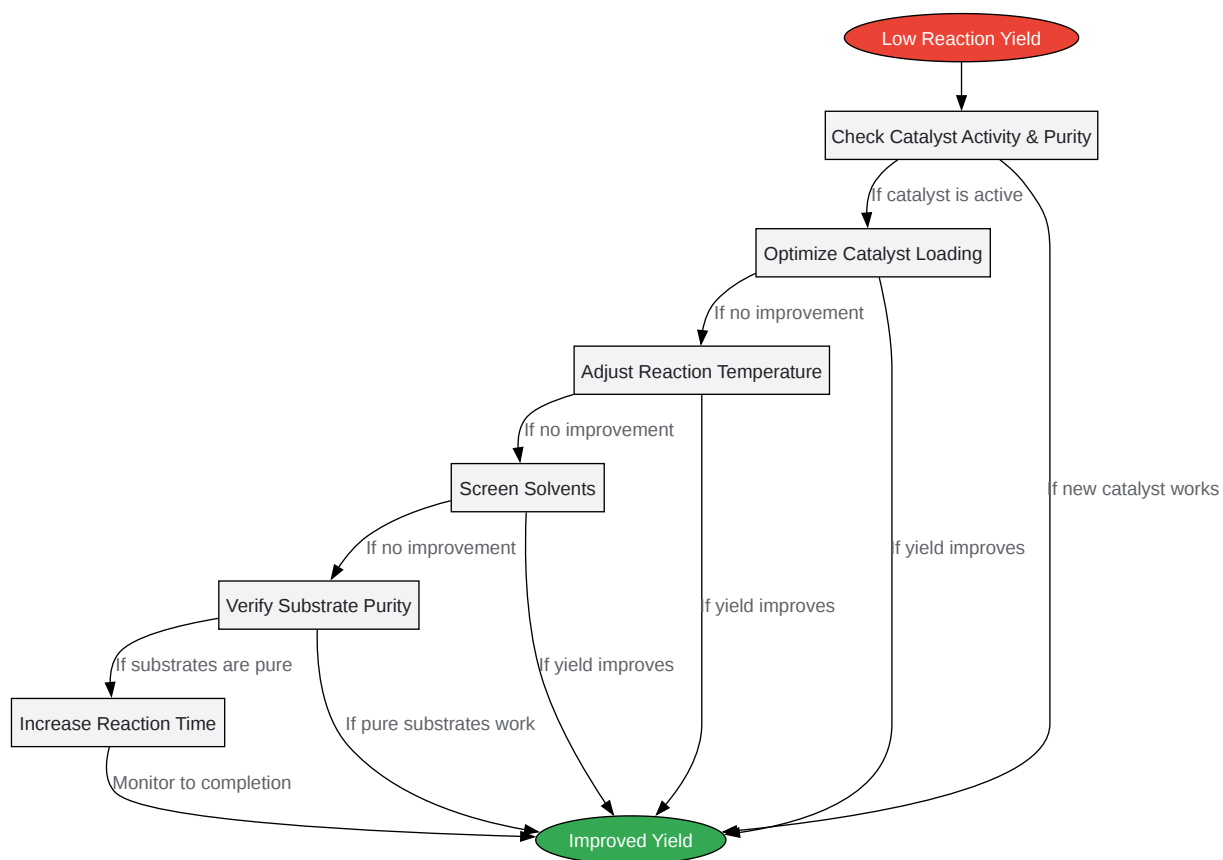 Low Reaction Yield
Check Catalyst Activity & Purity
If catalyst is active
Optimize Catalyst Loading
If no improvement
Adjust Reaction Temperature
If no improvement
Screen Solvents
If new catalyst works
If no improvement
If yield improves
Verify Substrate Purity
If yield improves
If substrates are pure
If yield improves
Increase Reaction Time
If pure substrates work
Monitor to completion
Improved Yield